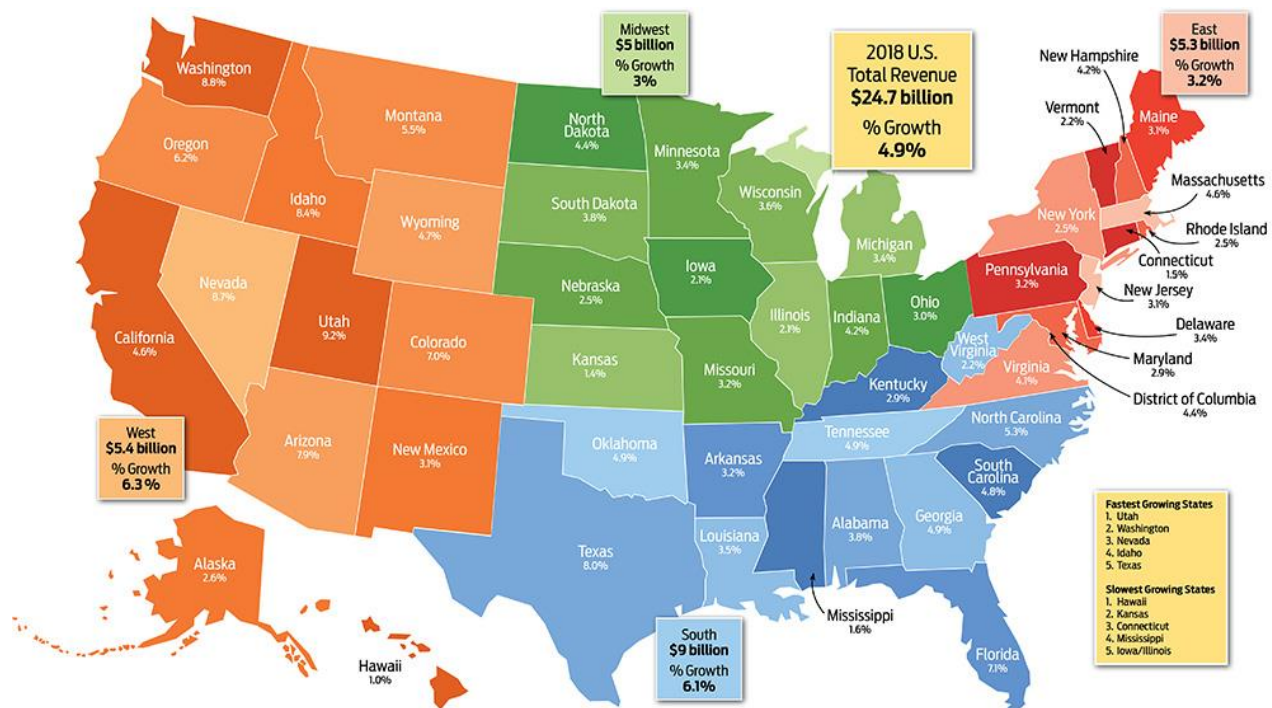 Midwest
$5 billion
% Growth
3%
2018 U.S.
Total Revenue
$24.7 billion
% Growth
4.9%
East
$5.3 billion
% Growth
3.2%
West
$5.4 billion
% Growth
6.3 %
South
$9 billion
% Growth
6.1%
Washington
8.8%
Oregon
6.2%
California
4.6%
Nevada
8.7%
Idaho
8.4%
Montana
5.5%
Wyoming
4.7%
Utah
9.2%
Colorado
7.0%
Arizona
7.9%
New Mexico
3.1%
Alaska
2.6%
Hawaii
1.0%
North
Dakota
4.4%
South Dakota
3.8%
Nebraska
2.5%
Kansas
1.4%
Minnesota
3.4%
Iowa
2.1%
Missouri
3.2%
Wisconsin
3.6%
Illinois
2.1%
Michigan
3.4%
Indiana
4.2%
Ohio
3.0%
Oklahoma
4.9%
Texas
8.0%
Arkansas
3.2%
Louisiana
3.5%
Mississippi
1.6%
Alabama
3.8%
Georgia
4.9%
Florida
7.1%
South
Carolina
4.8%
North Carolina
5.3%
Tennessee
4.9%
Kentucky
2.9%
West
Virginia
2.2%
Virginia
4.1%
Pennsylvania
3.2%
New York
2.5%
Vermont
2.2%
New Hampshire
4.2%
Maine
3.1%
Massachusetts
4.6%
Rhode Island
2.5%
Connecticut
1.5%
New Jersey
3.1%
Delaware
3.4%
Maryland
2.9%
District of Columbia
4.4%
Fastest Growing States
1. Utah
2. Washington
3. Nevada
4. Idaho
5. Texas
Slowest Growing States
1. Hawaii
2. Kansas
3. Connecticut
4. Mississippi
5. Iowa/Illinois